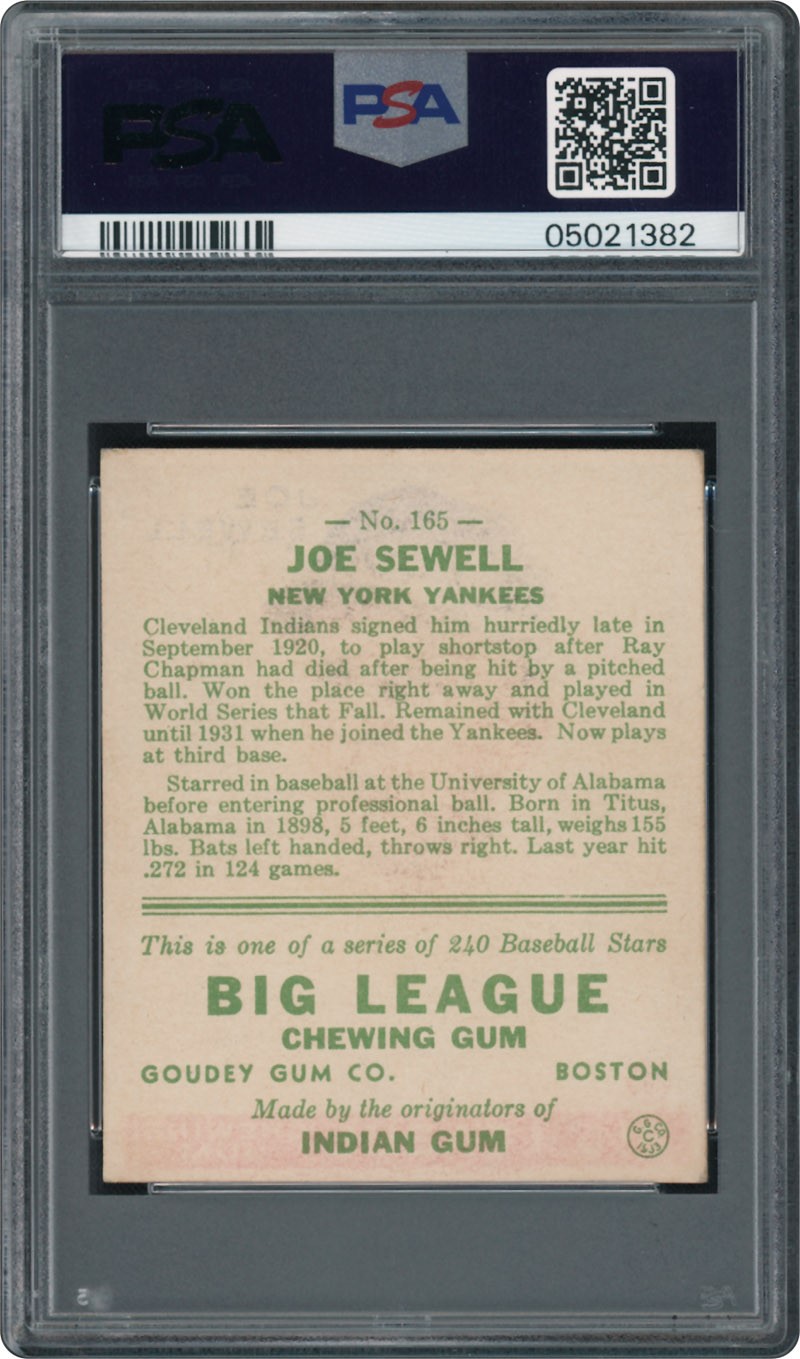 PSA
PSA
05021382
— No. 165 —
JOE SEWELL
NEW YORK YANKEES
Cleveland Indians signed him hurriedly late in
September 1920, to play shortstop after Ray
Chapman had died after being hit by a pitched
ball. Won the place right away and played in
World Series that Fall. Remained with Cleveland
until 1931 when he joined the Yankees. Now plays
at third base.
Starred in baseball at the University of Alabama
before entering professional ball. Born in Titus,
Alabama in 1898, 5 feet, 6 inches tall, weighs 155
lbs. Bats left handed, throws right. Last year hit
.272 in 124 games.
This is one of a series of 240 Baseball Stars
BIG LEAGUE
CHEWING GUM
GOUDEY GUM CO. BOSTON
Made by the originators of
INDIAN GUM
G. G. CO.
C
1933